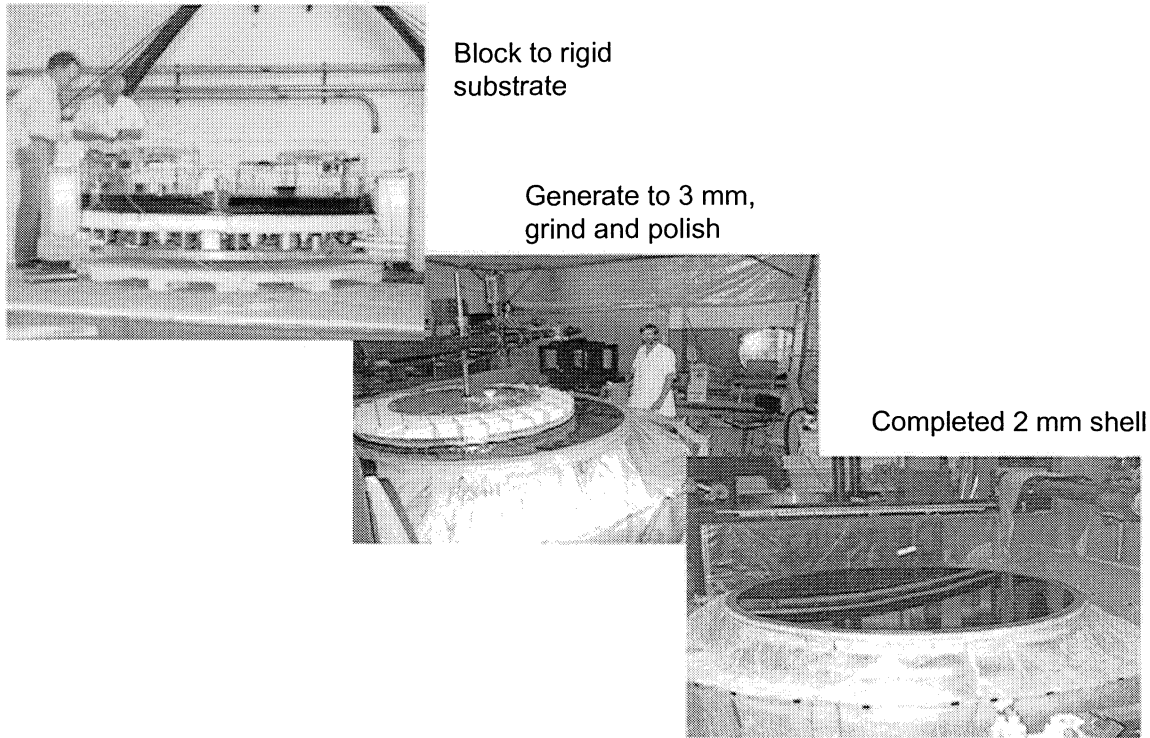 Block to rigid
substrate
Generate to 3 mm,
grind and polish
Completed 2 mm shell